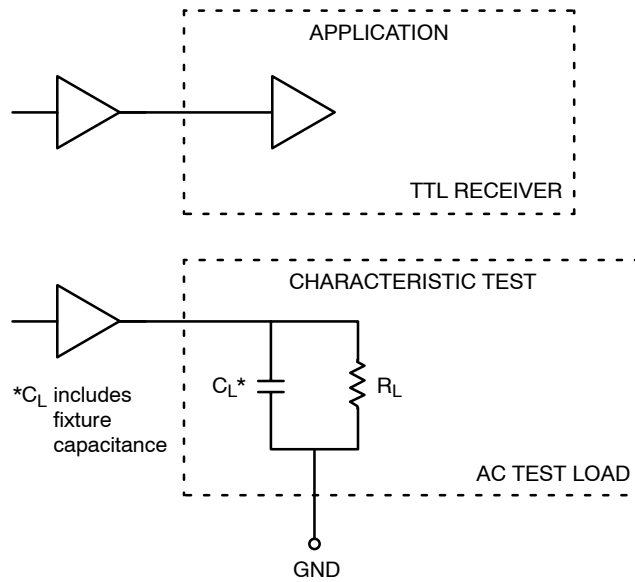 APPLICATION
TTL RECEIVER
CHARACTERISTIC TEST
*CL includes
fixture
capacitance
CL*
RL
AC TEST LOAD
GND